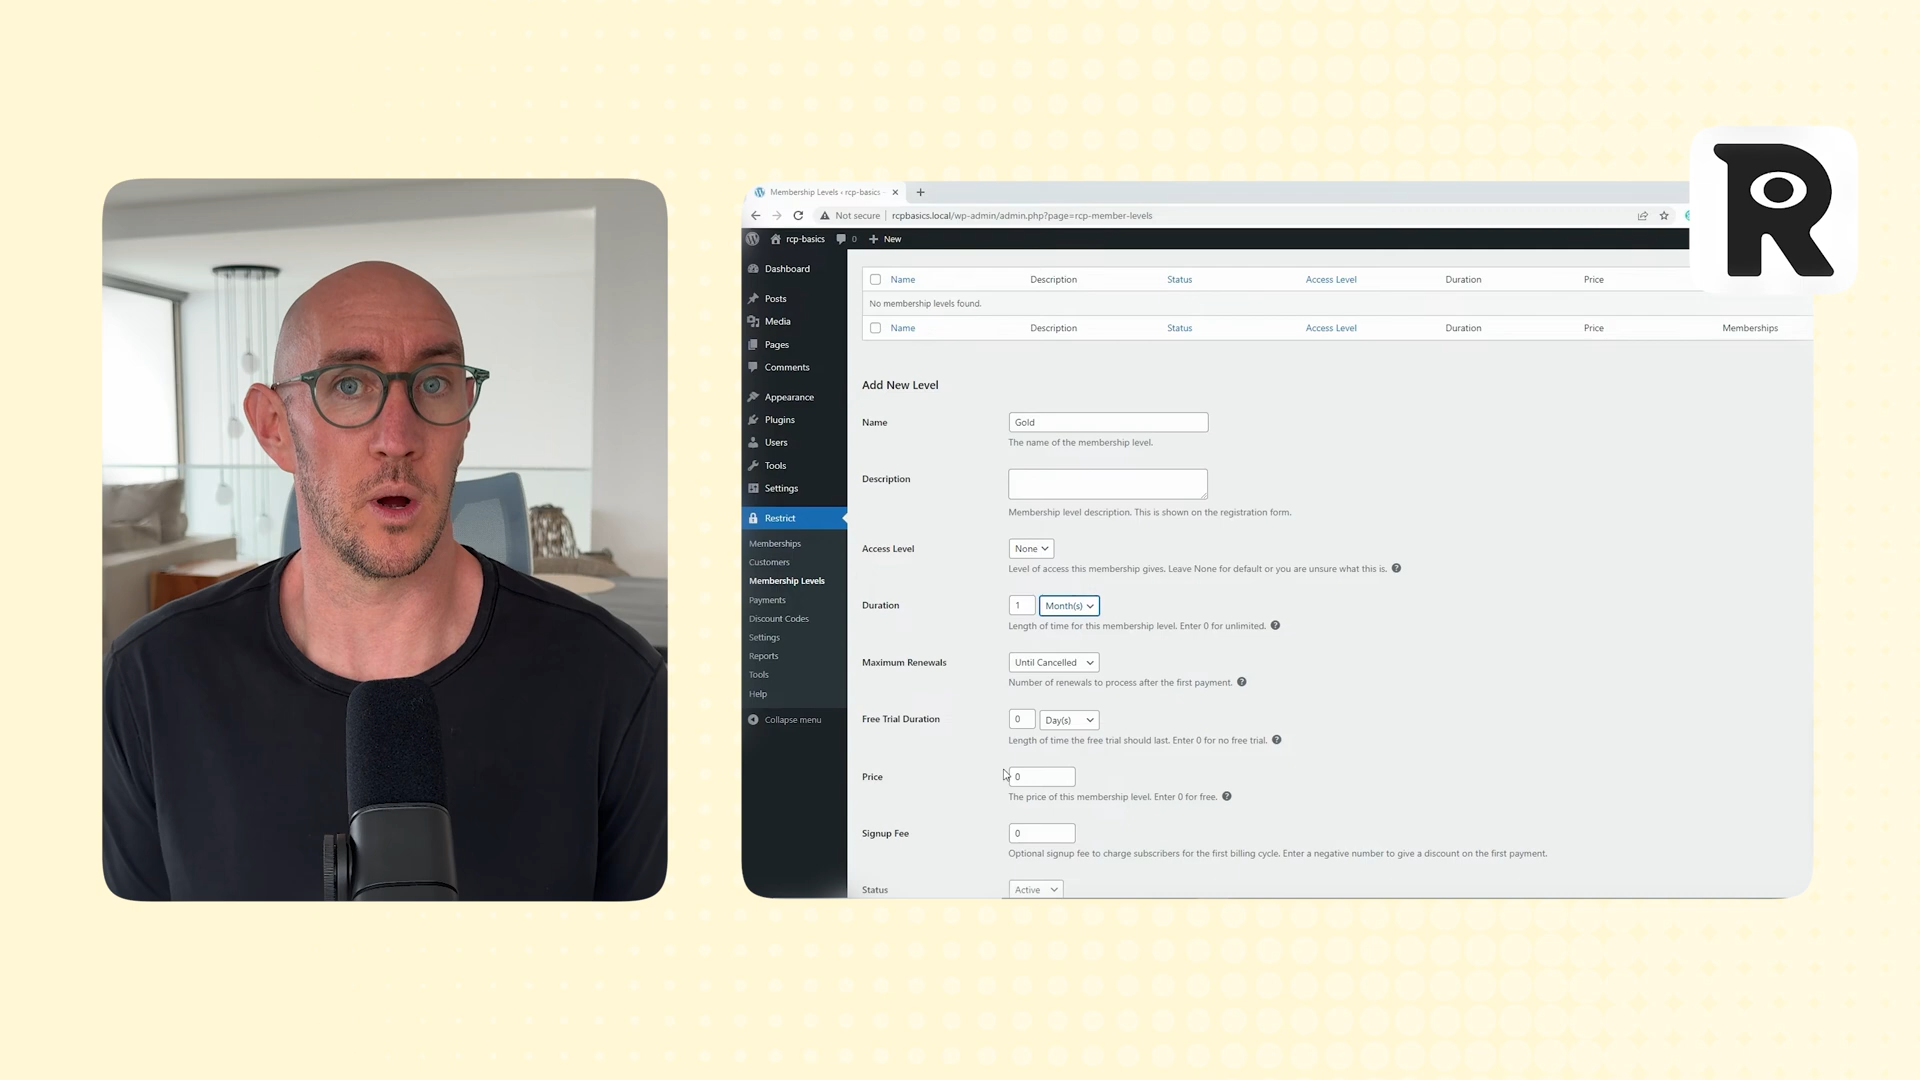 Membership Levels ‹ rcp-basics
Not secure rcpbasics.local/wp-admin/admin.php?page=rcp-member-levels
rcp-basics 0 + New
Dashboard
Posts
Media
Pages
Comments
Appearance
Plugins
Users
Tools
Settings
Restrict
Memberships
Customers
Membership Levels
Payments
Discount Codes
Settings
Reports
Tools
Help
Collapse menu
Name Description Status Access Level Duration Price
No membership levels found.
Name Description Status Access Level Duration Price Memberships
Add New Level
Name Gold
The name of the membership level.
Description
Membership level description. This is shown on the registration form.
Access Level None
Level of access this membership gives. Leave None for default or you are unsure what this is. ?
Duration 1 Month(s)
Length of time for this membership level. Enter 0 for unlimited. ?
Maximum Renewals Until Cancelled
Number of renewals to process after the first payment. ?
Free Trial Duration 0 Day(s)
Length of time the free trial should last. Enter 0 for no free trial. ?
Price 0
The price of this membership level. Enter 0 for free. ?
Signup Fee 0
Optional signup fee to charge subscribers for the first billing cycle. Enter a negative number to give a discount on the first payment.
Status Active
R